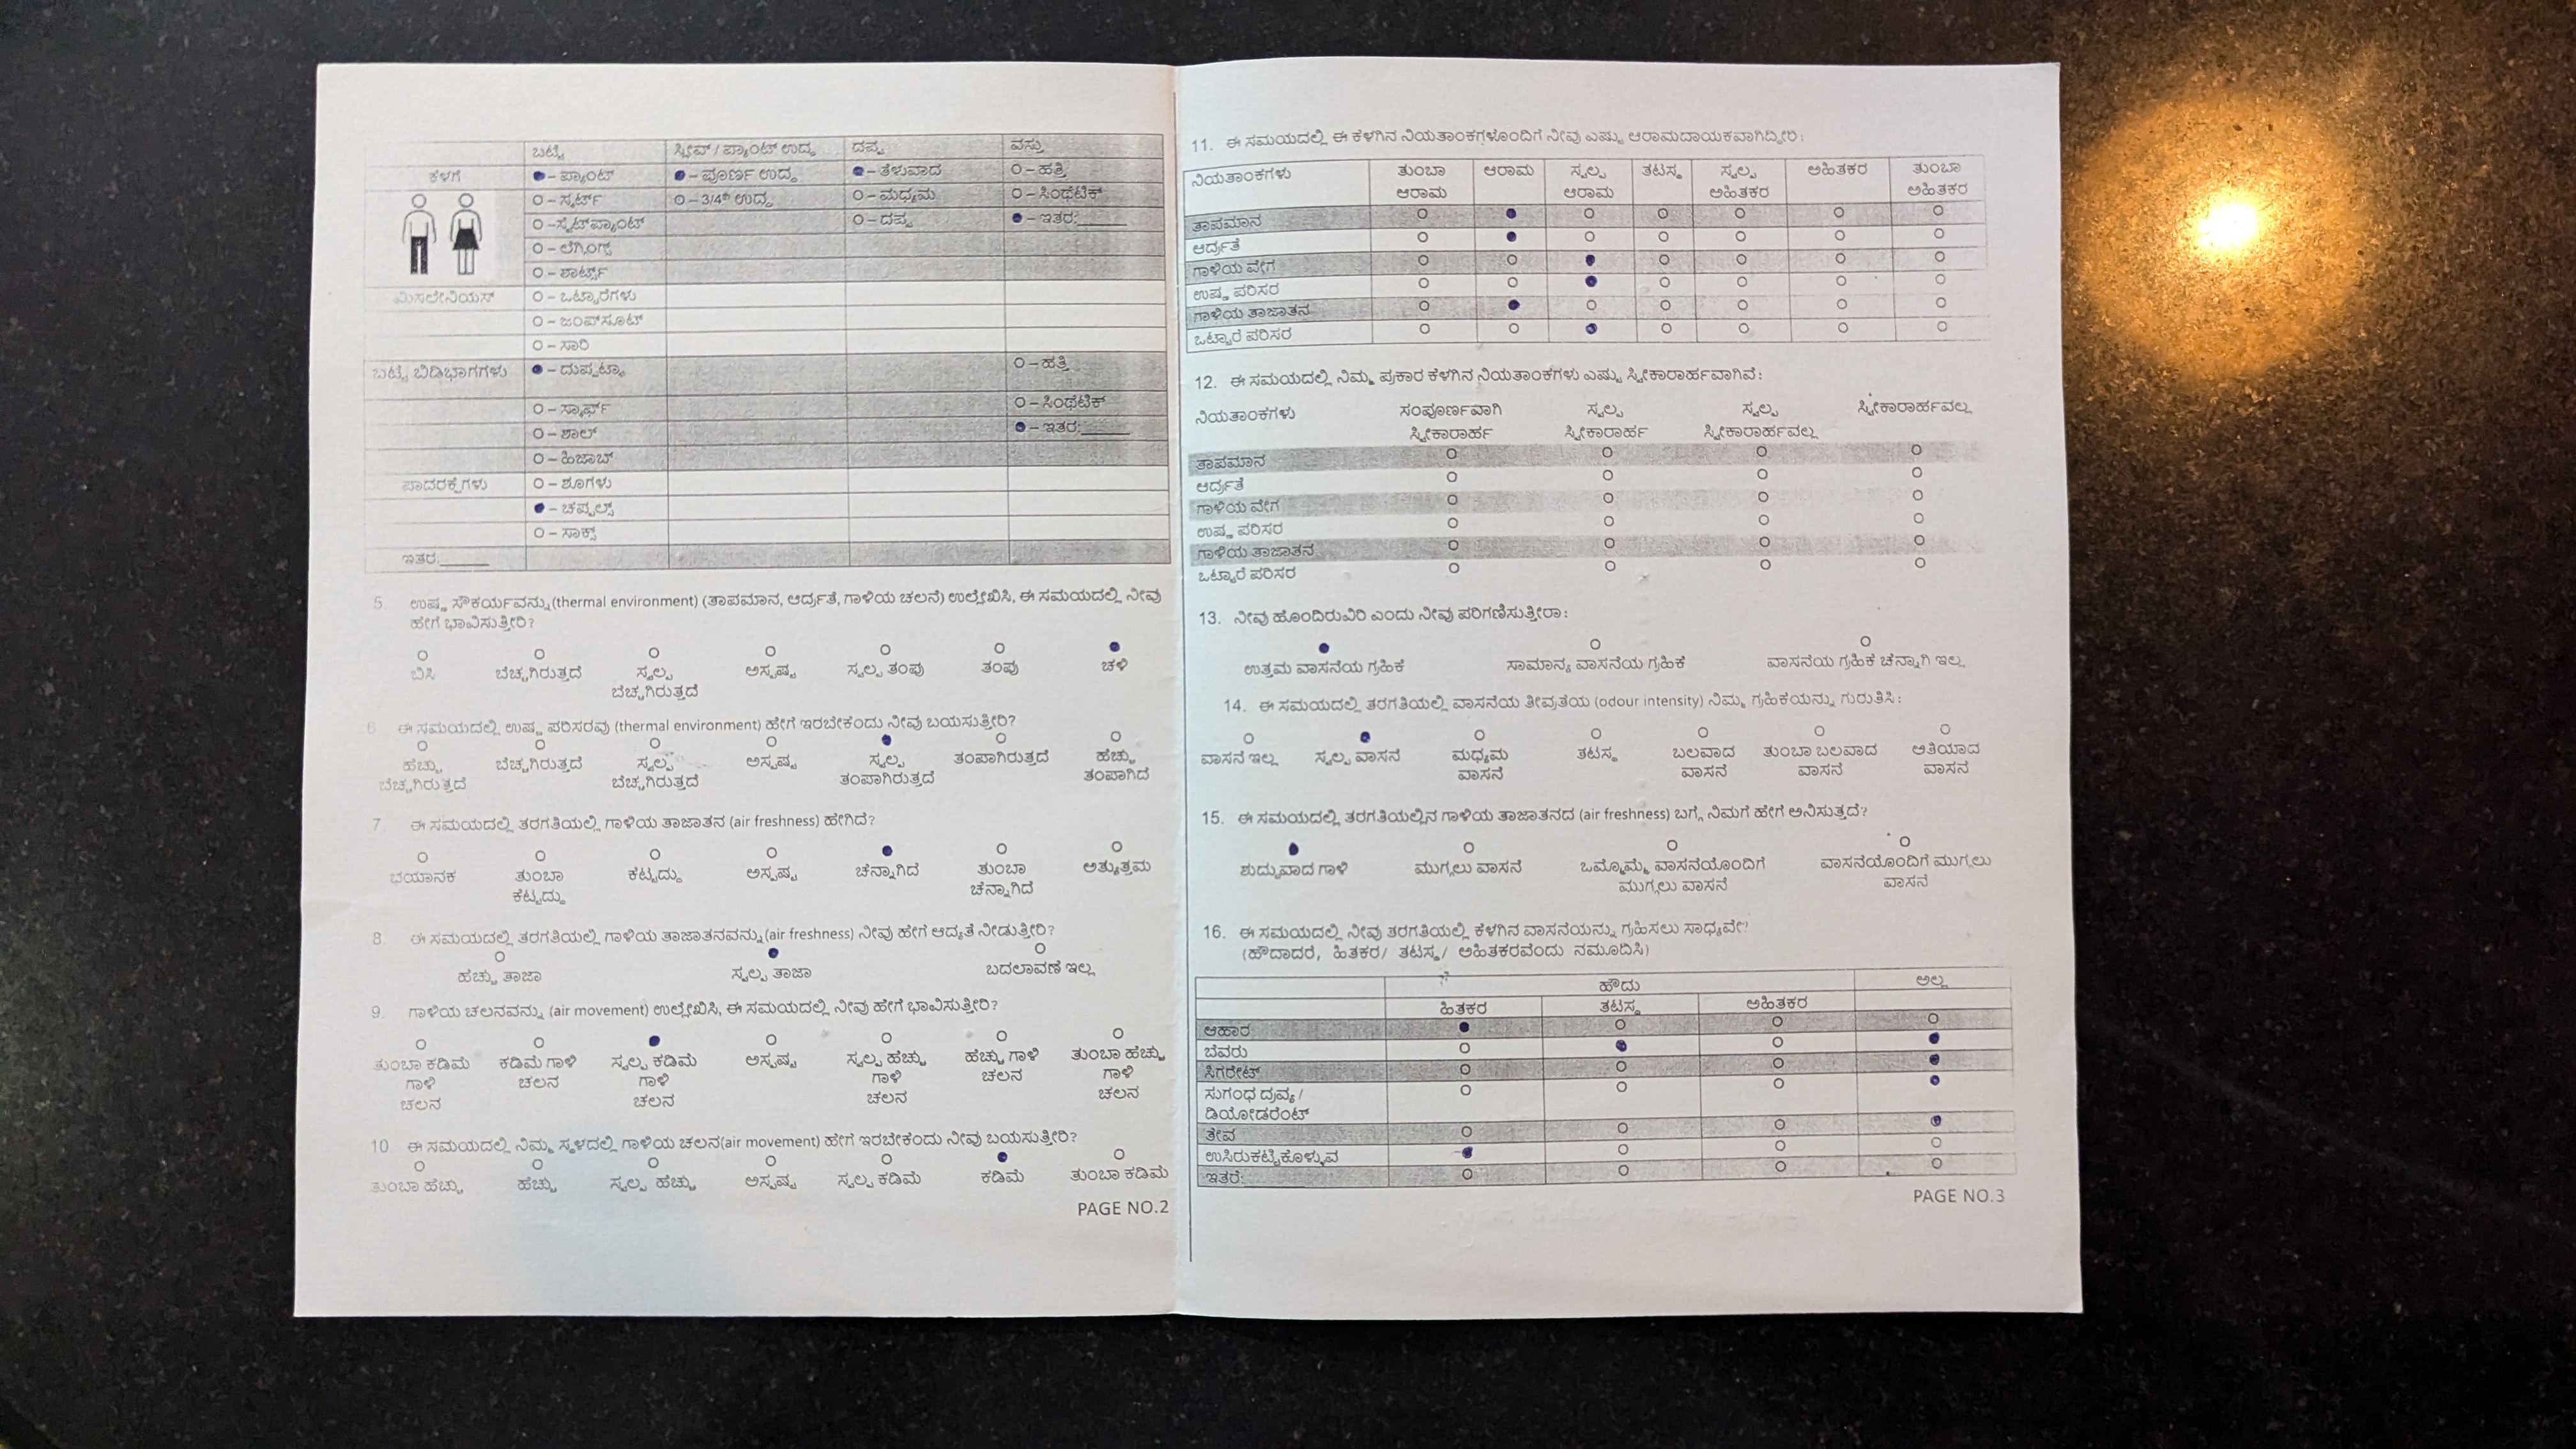 ಬಟ್ಟೆ ಸ್ಲೀವ್ / ಪ್ಯಾಂಟ್ ಉದ್ದ ದಪ್ಪ ವಸ್ತು
ಕೆಳಗೆ - ಪ್ಯಾಂಟ್ - ಪೂರ್ಣ ಉದ್ದ - ತೆಳುವಾದ - ಹತ್ತಿ
- ಸ್ಕರ್ಟ್ - 3/4th ಉದ್ದ - ಮಧ್ಯಮ - ಸಿಂಥೆಟಿಕ್
-ಸ್ವೆಟ್‌ಪ್ಯಾಂಟ್ - ದಪ್ಪ - ಇತರ:______
- ಲೆಗ್ಗಿಂಗ್ಸ್
- ಶಾರ್ಟ್ಸ್
ಮಿಸಲೇನಿಯಸ್ - ಒಟ್ಟಾರೆಗಳು
- ಜಂಪ್‌ಸೂಟ್
- ಸಾರಿ
ಬಟ್ಟೆ ಬಿಡಿಭಾಗಗಳು - ದುಪ್ಪಟ್ಟಾ - ಹತ್ತಿ
- ಸ್ಕಾರ್ಫ್ - ಸಿಂಥೆಟಿಕ್
- ಶಾಲ್ - ಇತರ:______
- ಹಿಜಾಬ್
ಪಾದರಕ್ಷೆಗಳು - ಶೂಗಳು
- ಚಪ್ಪಲ್ಸ್
- ಸಾಕ್ಸ್
ಇತರ:______
5. ಉಷ್ಣ ಸೌಕರ್ಯವನ್ನು (thermal environment) (ತಾಪಮಾನ, ಆರ್ದ್ರತೆ, ಗಾಳಿಯ ಚಲನೆ) ಉಲ್ಲೇಖಿಸಿ, ಈ ಸಮಯದಲ್ಲಿ ನೀವು
ಹೇಗೆ ಭಾವಿಸುತ್ತೀರಿ?
ಬಿಸಿ ಬೆಚ್ಚಗಿರುತ್ತದೆ ಸ್ವಲ್ಪ ಅಸ್ಪಷ್ಟ ಸ್ವಲ್ಪ ತಂಪು ತಂಪು ಚಳಿ
ಬೆಚ್ಚಗಿರುತ್ತದೆ
6 ಈ ಸಮಯದಲ್ಲಿ ಉಷ್ಣ ಪರಿಸರವು (thermal environment) ಹೇಗೆ ಇರಬೇಕೆಂದು ನೀವು ಬಯಸುತ್ತೀರಿ?
ಹೆಚ್ಚು ಬೆಚ್ಚಗಿರುತ್ತದೆ ಸ್ವಲ್ಪ ಅಸ್ಪಷ್ಟ ಸ್ವಲ್ಪ ತಂಪಾಗಿರುತ್ತದೆ ಹೆಚ್ಚು
ಬೆಚ್ಚಗಿರುತ್ತದೆ ಬೆಚ್ಚಗಿರುತ್ತದೆ ತಂಪಾಗಿರುತ್ತದೆ ತಂಪಾಗಿದೆ
7. ಈ ಸಮಯದಲ್ಲಿ ತರಗತಿಯಲ್ಲಿ ಗಾಳಿಯ ತಾಜಾತನ (air freshness) ಹೇಗಿದೆ?
ಭಯಾನಕ ತುಂಬಾ ಕೆಟ್ಟದ್ದು ಅಸ್ಪಷ್ಟ ಚೆನ್ನಾಗಿದೆ ತುಂಬಾ ಅತ್ಯುತ್ತಮ
ಕೆಟ್ಟದ್ದು ಚೆನ್ನಾಗಿದೆ
8. ಈ ಸಮಯದಲ್ಲಿ ತರಗತಿಯಲ್ಲಿ ಗಾಳಿಯ ತಾಜಾತನವನ್ನು (air freshness) ನೀವು ಹೇಗೆ ಆದ್ಯತೆ ನೀಡುತ್ತೀರಿ?
ಹೆಚ್ಚು ತಾಜಾ ಸ್ವಲ್ಪ ತಾಜಾ ಬದಲಾವಣೆ ಇಲ್ಲ
9. ಗಾಳಿಯ ಚಲನವನ್ನು (air movement) ಉಲ್ಲೇಖಿಸಿ, ಈ ಸಮಯದಲ್ಲಿ ನೀವು ಹೇಗೆ ಭಾವಿಸುತ್ತೀರಿ?
ತುಂಬಾ ಕಡಿಮೆ ಕಡಿಮೆ ಗಾಳಿ ಸ್ವಲ್ಪ ಕಡಿಮೆ ಅಸ್ಪಷ್ಟ ಸ್ವಲ್ಪ ಹೆಚ್ಚು ಹೆಚ್ಚು ಗಾಳಿ ತುಂಬಾ ಹೆಚ್ಚು
ಗಾಳಿ ಚಲನ ಗಾಳಿ ಗಾಳಿ ಚಲನ ಗಾಳಿ
ಚಲನ ಚಲನ ಚಲನ ಚಲನ
10. ಈ ಸಮಯದಲ್ಲಿ ನಿಮ್ಮ ಸ್ಥಳದಲ್ಲಿ ಗಾಳಿಯ ಚಲನ(air movement) ಹೇಗೆ ಇರಬೇಕೆಂದು ನೀವು ಬಯಸುತ್ತೀರಿ?
ತುಂಬಾ ಹೆಚ್ಚು ಹೆಚ್ಚು ಸ್ವಲ್ಪ ಹೆಚ್ಚು ಅಸ್ಪಷ್ಟ ಸ್ವಲ್ಪ ಕಡಿಮೆ ಕಡಿಮೆ ತುಂಬಾ ಕಡಿಮೆ
PAGE NO.2
11. ಈ ಸಮಯದಲ್ಲಿ ಈ ಕೆಳಗಿನ ನಿಯತಾಂಕಗಳೊಂದಿಗೆ ನೀವು ಎಷ್ಟು ಆರಾಮದಾಯಕವಾಗಿದ್ದೀರಿ:
ನಿಯತಾಂಕಗಳು ತುಂಬಾ ಆರಾಮ ಸ್ವಲ್ಪ ತಟಸ್ಥ ಸ್ವಲ್ಪ ಅಹಿತಕರ ತುಂಬಾ
ಆರಾಮ ಆರಾಮ ಅಹಿತಕರ ಅಹಿತಕರ
ತಾಪಮಾನ
ಆರ್ದ್ರತೆ
ಗಾಳಿಯ ವೇಗ
ಉಷ್ಣ ಪರಿಸರ
ಗಾಳಿಯ ತಾಜಾತನ
ಒಟ್ಟಾರೆ ಪರಿಸರ
12. ಈ ಸಮಯದಲ್ಲಿ ನಿಮ್ಮ ಪ್ರಕಾರ ಕೆಳಗಿನ ನಿಯತಾಂಕಗಳು ಎಷ್ಟು ಸ್ವೀಕಾರಾರ್ಹವಾಗಿವೆ:
ನಿಯತಾಂಕಗಳು ಸಂಪೂರ್ಣವಾಗಿ ಸ್ವಲ್ಪ ಸ್ವಲ್ಪ ಸ್ವೀಕಾರಾರ್ಹವಲ್ಲ
ಸ್ವೀಕಾರಾರ್ಹ ಸ್ವೀಕಾರಾರ್ಹ ಸ್ವೀಕಾರಾರ್ಹವಲ್ಲ
ತಾಪಮಾನ
ಆರ್ದ್ರತೆ
ಗಾಳಿಯ ವೇಗ
ಉಷ್ಣ ಪರಿಸರ
ಗಾಳಿಯ ತಾಜಾತನ
ಒಟ್ಟಾರೆ ಪರಿಸರ
13. ನೀವು ಹೊಂದಿರುವಿರಿ ಎಂದು ನೀವು ಪರಿಗಣಿಸುತ್ತೀರಾ:
ಉತ್ತಮ ವಾಸನೆಯ ಗ್ರಹಿಕೆ ಸಾಮಾನ್ಯ ವಾಸನೆಯ ಗ್ರಹಿಕೆ ವಾಸನೆಯ ಗ್ರಹಿಕೆ ಚೆನ್ನಾಗಿ ಇಲ್ಲ
14. ಈ ಸಮಯದಲ್ಲಿ ತರಗತಿಯಲ್ಲಿ ವಾಸನೆಯ ತೀವ್ರತೆಯ (odour intensity) ನಿಮ್ಮ ಗ್ರಹಿಕೆಯನ್ನು ಗುರುತಿಸಿ:
ವಾಸನೆ ಇಲ್ಲ ಸ್ವಲ್ಪ ವಾಸನೆ ಮಧ್ಯಮ ತಟಸ್ಥ ಬಲವಾದ ತುಂಬಾ ಬಲವಾದ ಅತಿಯಾದ
ವಾಸನೆ ವಾಸನೆ ವಾಸನೆ ವಾಸನೆ
15. ಈ ಸಮಯದಲ್ಲಿ ತರಗತಿಯಲ್ಲಿನ ಗಾಳಿಯ ತಾಜಾತನದ (air freshness) ಬಗ್ಗೆ ನಿಮಗೆ ಹೇಗೆ ಅನಿಸುತ್ತದೆ?
ಶುದ್ಧವಾದ ಗಾಳಿ ಮುಗ್ಗಲು ವಾಸನೆ ಒಮ್ಮೊಮ್ಮೆ ವಾಸನೆಯೊಂದಿಗೆ ವಾಸನೆಯೊಂದಿಗೆ ಮುಗ್ಗಲು
ಮುಗ್ಗಲು ವಾಸನೆ ವಾಸನೆ
16. ಈ ಸಮಯದಲ್ಲಿ ನೀವು ತರಗತಿಯಲ್ಲಿ ಕೆಳಗಿನ ವಾಸನೆಯನ್ನು ಗ್ರಹಿಸಲು ಸಾಧ್ಯವೇ?
(ಹೌದಾದರೆ, ಹಿತಕರ/ ತಟಸ್ಥ/ ಅಹಿತಕರವೆಂದು ನಮೂದಿಸಿ)
ಹೌದು ಅಲ್ಲ
ಹಿತಕರ ತಟಸ್ಥ ಅಹಿತಕರ
ಆಹಾರ
ಬೆವರು
ಸಿಗರೇಟ್
ಸುಗಂಧ ದ್ರವ್ಯ /
ಡಿಯೋಡರೆಂಟ್
ತೇವ
ಉಸಿರುಕಟ್ಟಿಕೊಳ್ಳುವ
ಇತರೆ:
PAGE NO.3